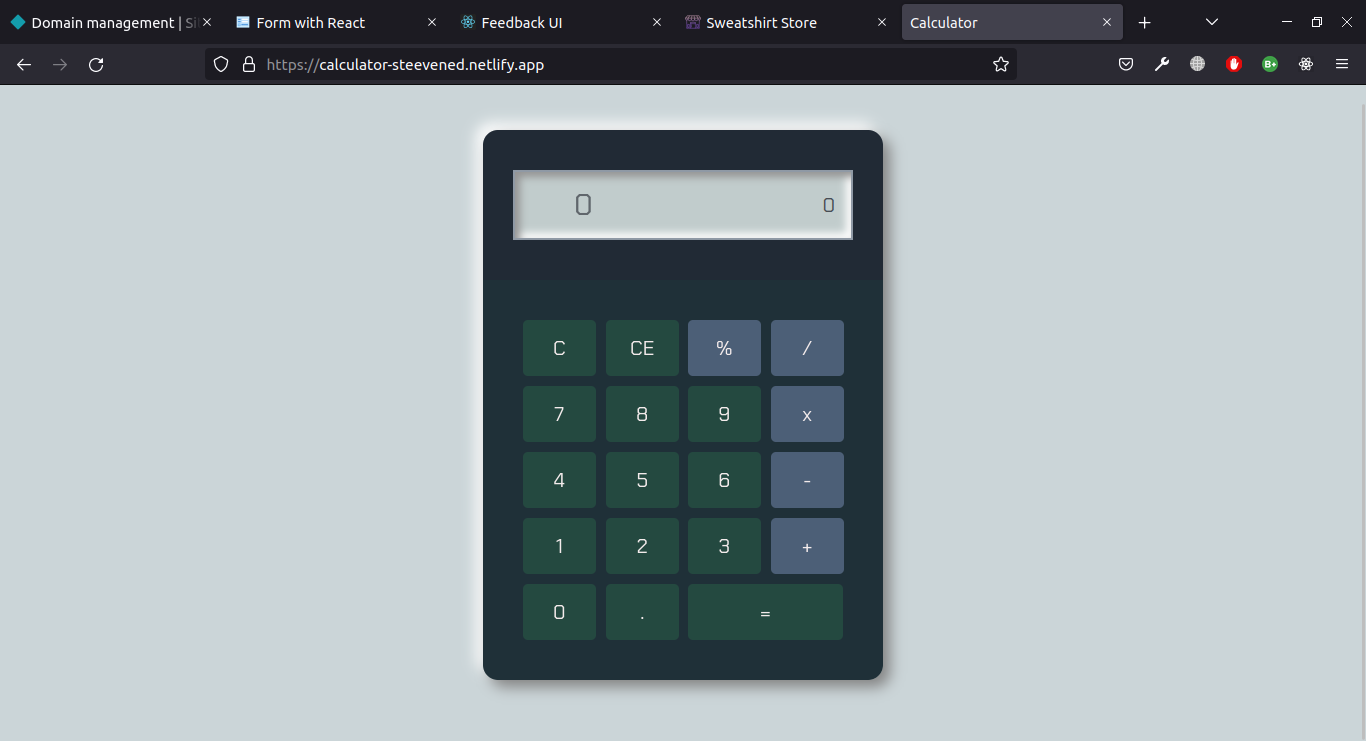 Domain management | Si
Form with React
Feedback UI
Sweatshirt Store
Calculator
https://calculator-steevened.netlify.app
B+
0 0
C CE % /
7 8 9 x
4 5 6 -
1 2 3 +
0 . =